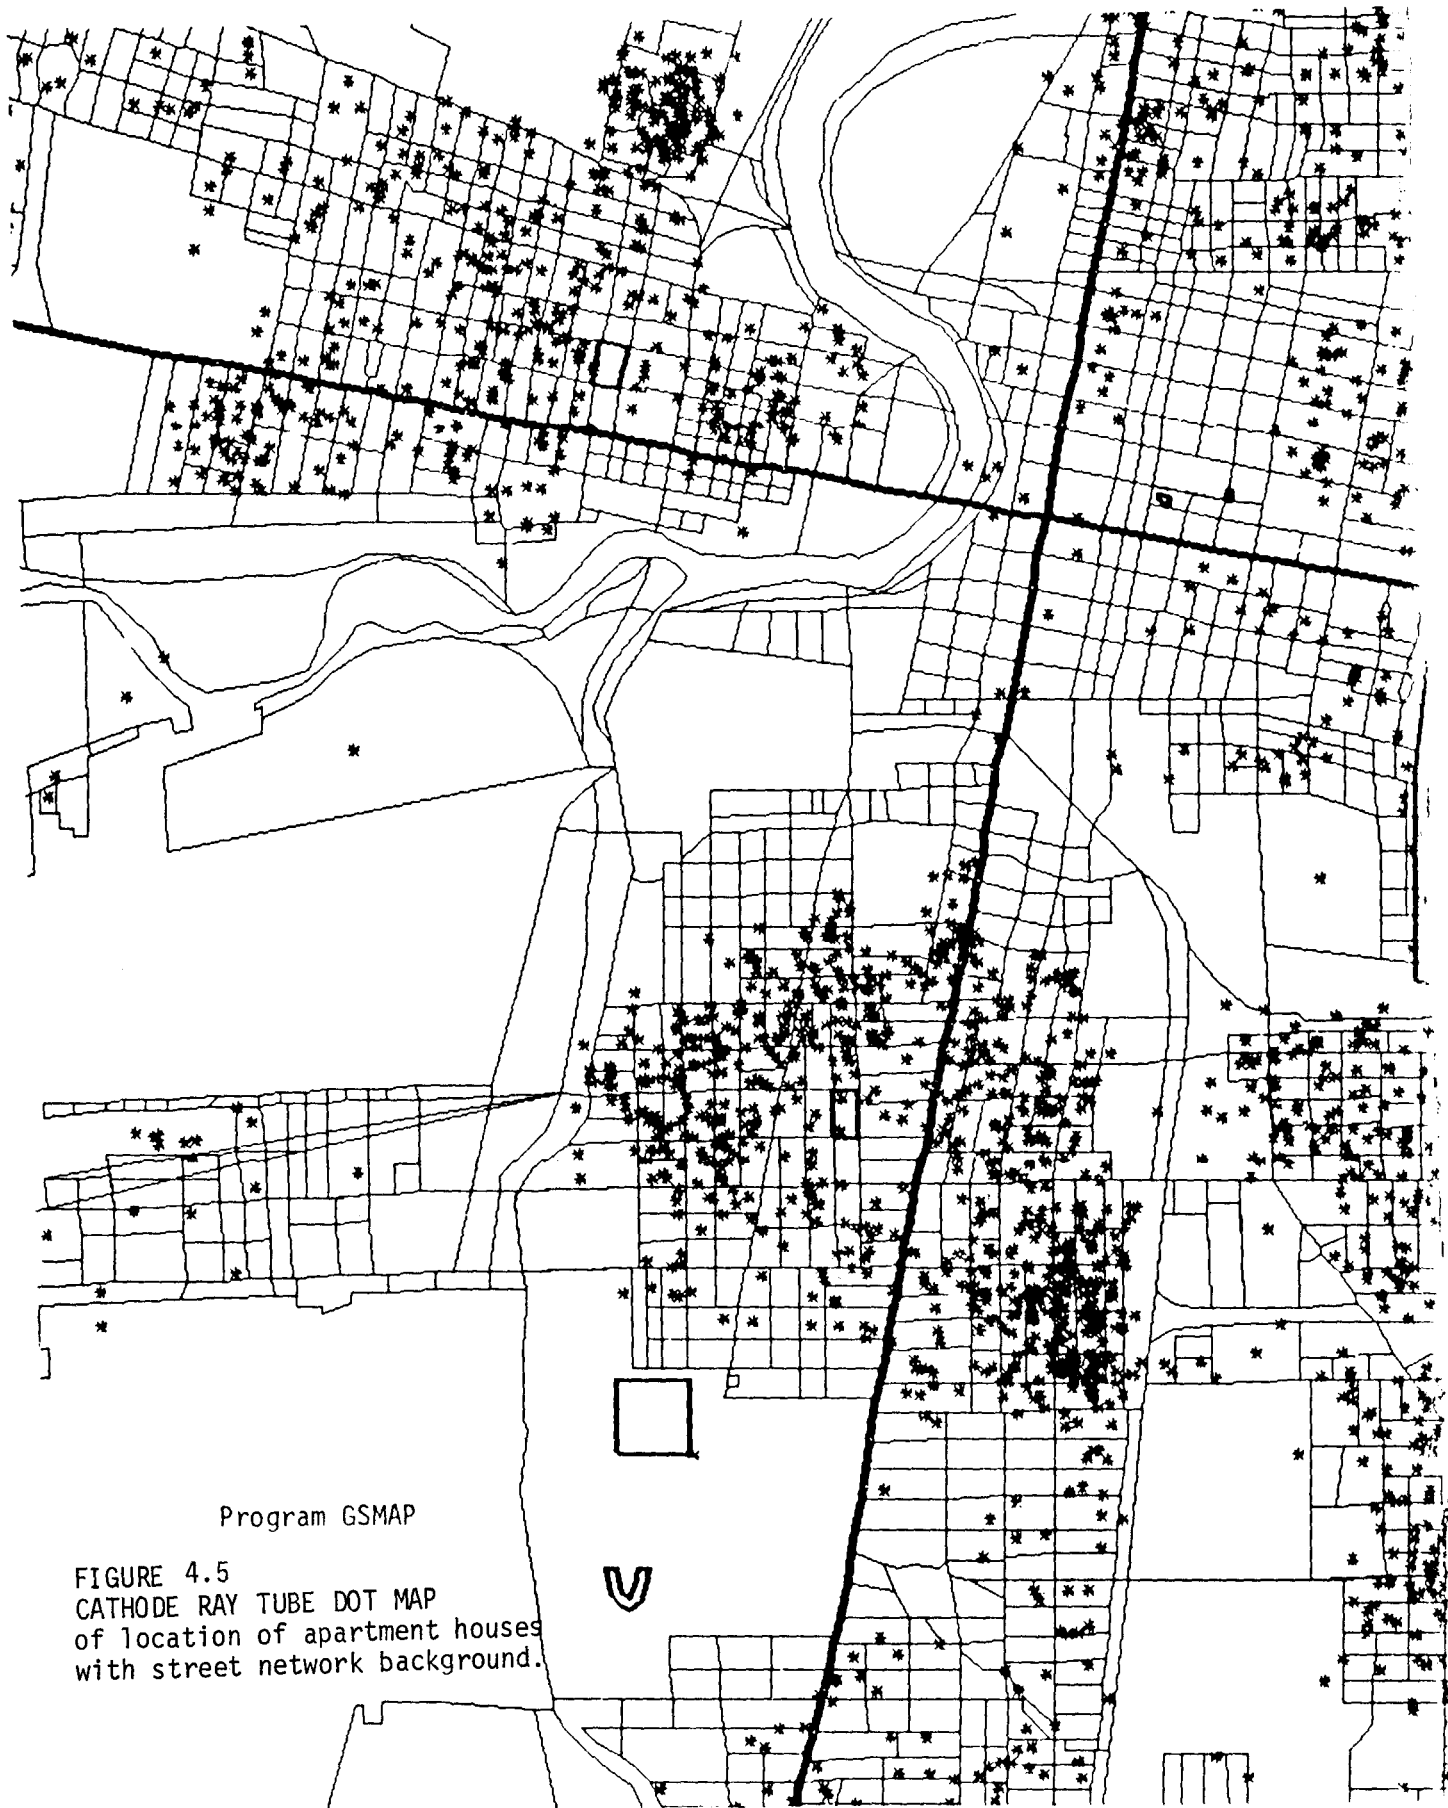 Program GSMAP
FIGURE 4.5
CATHODE RAY TUBE DOT MAP
of location of apartment houses
with street network background.